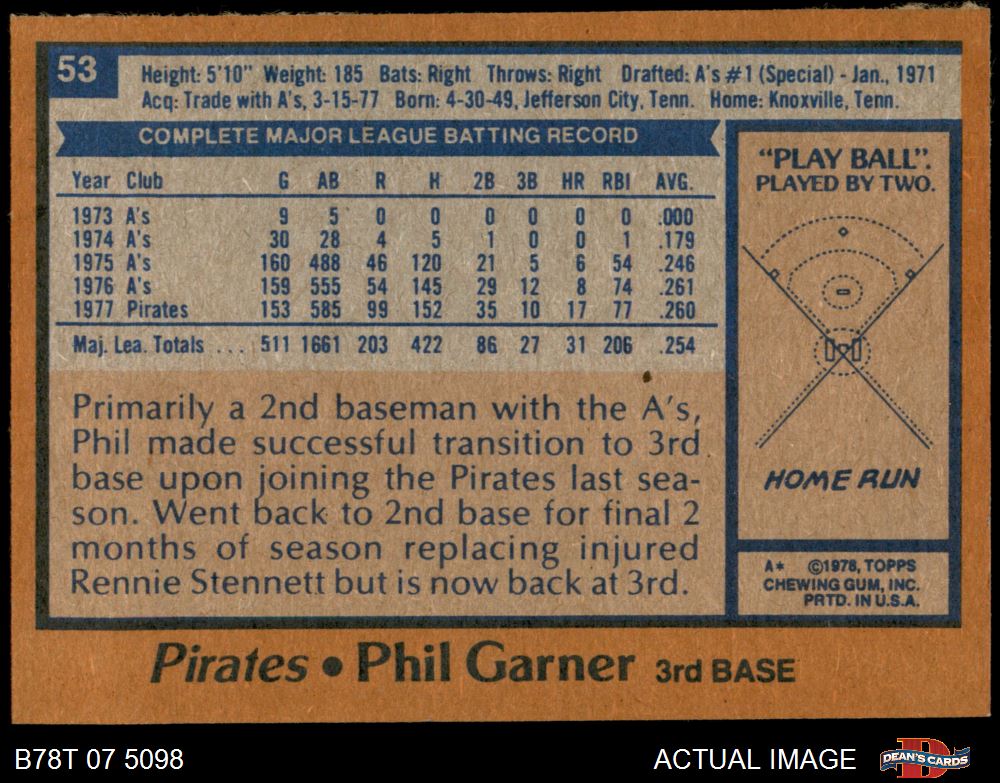 53
Height: 5'10" Weight: 185 Bats: Right Throws: Right Drafted: A's #1 (Special) - Jan., 1971
Acq: Trade with A's, 3-15-77 Born: 4-30-49, Jefferson City, Tenn. Home: Knoxville, Tenn.
COMPLETE MAJOR LEAGUE BATTING RECORD
Year Club G AB R H 2B 3B HR RBI AVG.
1973 A's 9 5 0 0 0 0 0 0 .000
1974 A's 30 28 4 5 1 0 0 1 .179
1975 A's 160 488 46 120 21 5 6 54 .246
1976 A's 159 555 54 145 29 12 8 74 .261
1977 Pirates 153 585 99 152 35 10 17 77 .260
Maj. Lea. Totals ... 511 1661 203 422 86 27 31 206 .254
Primarily a 2nd baseman with the A's,
Phil made successful transition to 3rd
base upon joining the Pirates last sea-
son. Went back to 2nd base for final 2
months of season replacing injured
Rennie Stennett but is now back at 3rd.
"PLAY BALL".
PLAYED BY TWO.
HOME RUN
A* ©1978, TOPPS
CHEWING GUM, INC.
PRTD. IN U.S.A.
Pirates • Phil Garner 3rd BASE
B78T 07 5098
ACTUAL IMAGE
DEAN'S CARDS